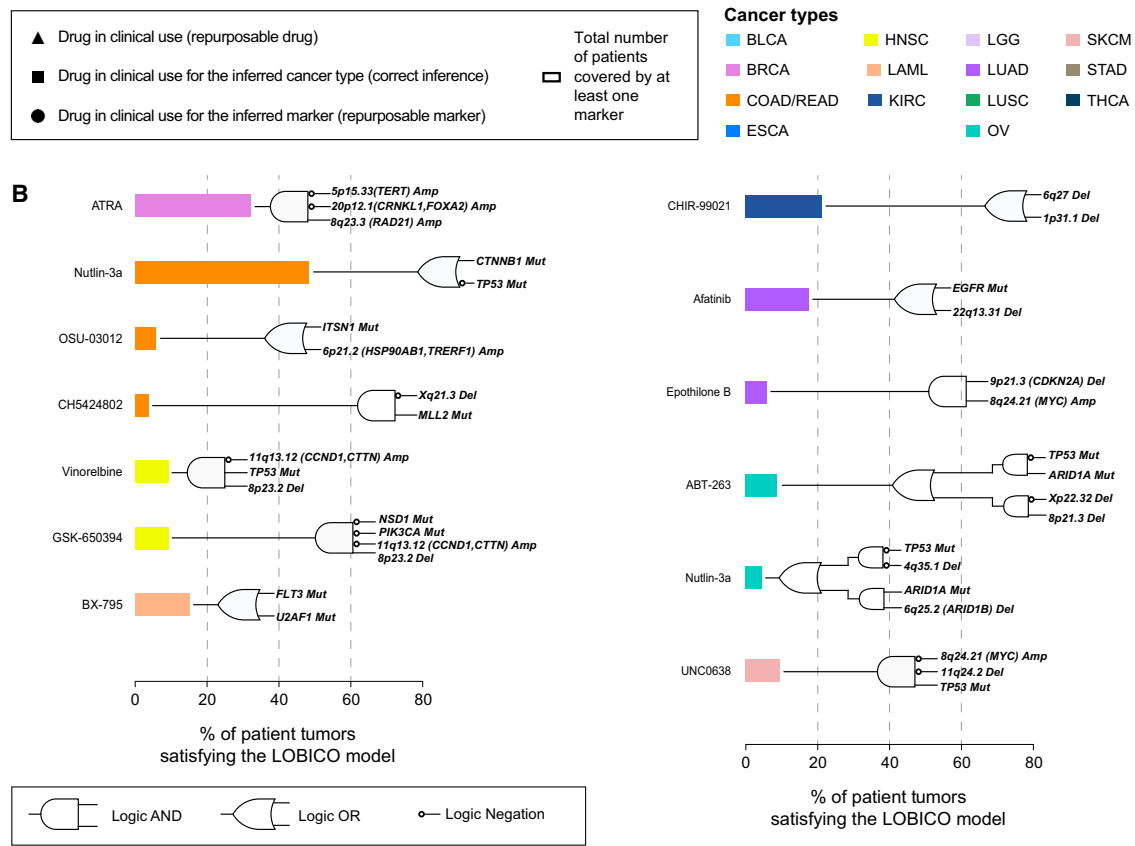 Drug in clinical use (repurposable drug)
Drug in clinical use for the inferred cancer type (correct inference)
Drug in clinical use for the inferred marker (repurposable marker)
Total number
of patients
covered by at
least one
marker
Cancer types
BLCA
HNSC
LGG
SKCM
BRCA
LAML
LUAD
STAD
COAD/READ
KIRC
LUSC
THCA
ESCA
OV
B
ATRA
5p15.33(TERT) Amp
20p12.1(CRNKL1,FOXA2) Amp
8q23.3 (RAD21) Amp
Nutlin-3a
CTNNB1 Mut
TP53 Mut
OSU-03012
ITSN1 Mut
6p21.2 (HSP90AB1,TRERF1) Amp
CH5424802
Xq21.3 Del
MLL2 Mut
Vinorelbine
11q13.12 (CCND1,CTTN) Amp
TP53 Mut
8p23.2 Del
GSK-650394
NSD1 Mut
PIK3CA Mut
11q13.12 (CCND1,CTTN) Amp
8p23.2 Del
BX-795
FLT3 Mut
U2AF1 Mut
0 20 40 60 80
% of patient tumors
satisfying the LOBICO model
CHIR-99021
6q27 Del
1p31.1 Del
Afatinib
EGFR Mut
22q13.31 Del
Epothilone B
9p21.3 (CDKN2A) Del
8q24.21 (MYC) Amp
ABT-263
TP53 Mut
ARID1A Mut
Xp22.32 Del
8p21.3 Del
Nutlin-3a
TP53 Mut
4q35.1 Del
ARID1A Mut
6q25.2 (ARID1B) Del
UNC0638
8q24.21 (MYC) Amp
11q24.2 Del
TP53 Mut
0 20 40 60 80
% of patient tumors
satisfying the LOBICO model
Logic AND
Logic OR
Logic Negation